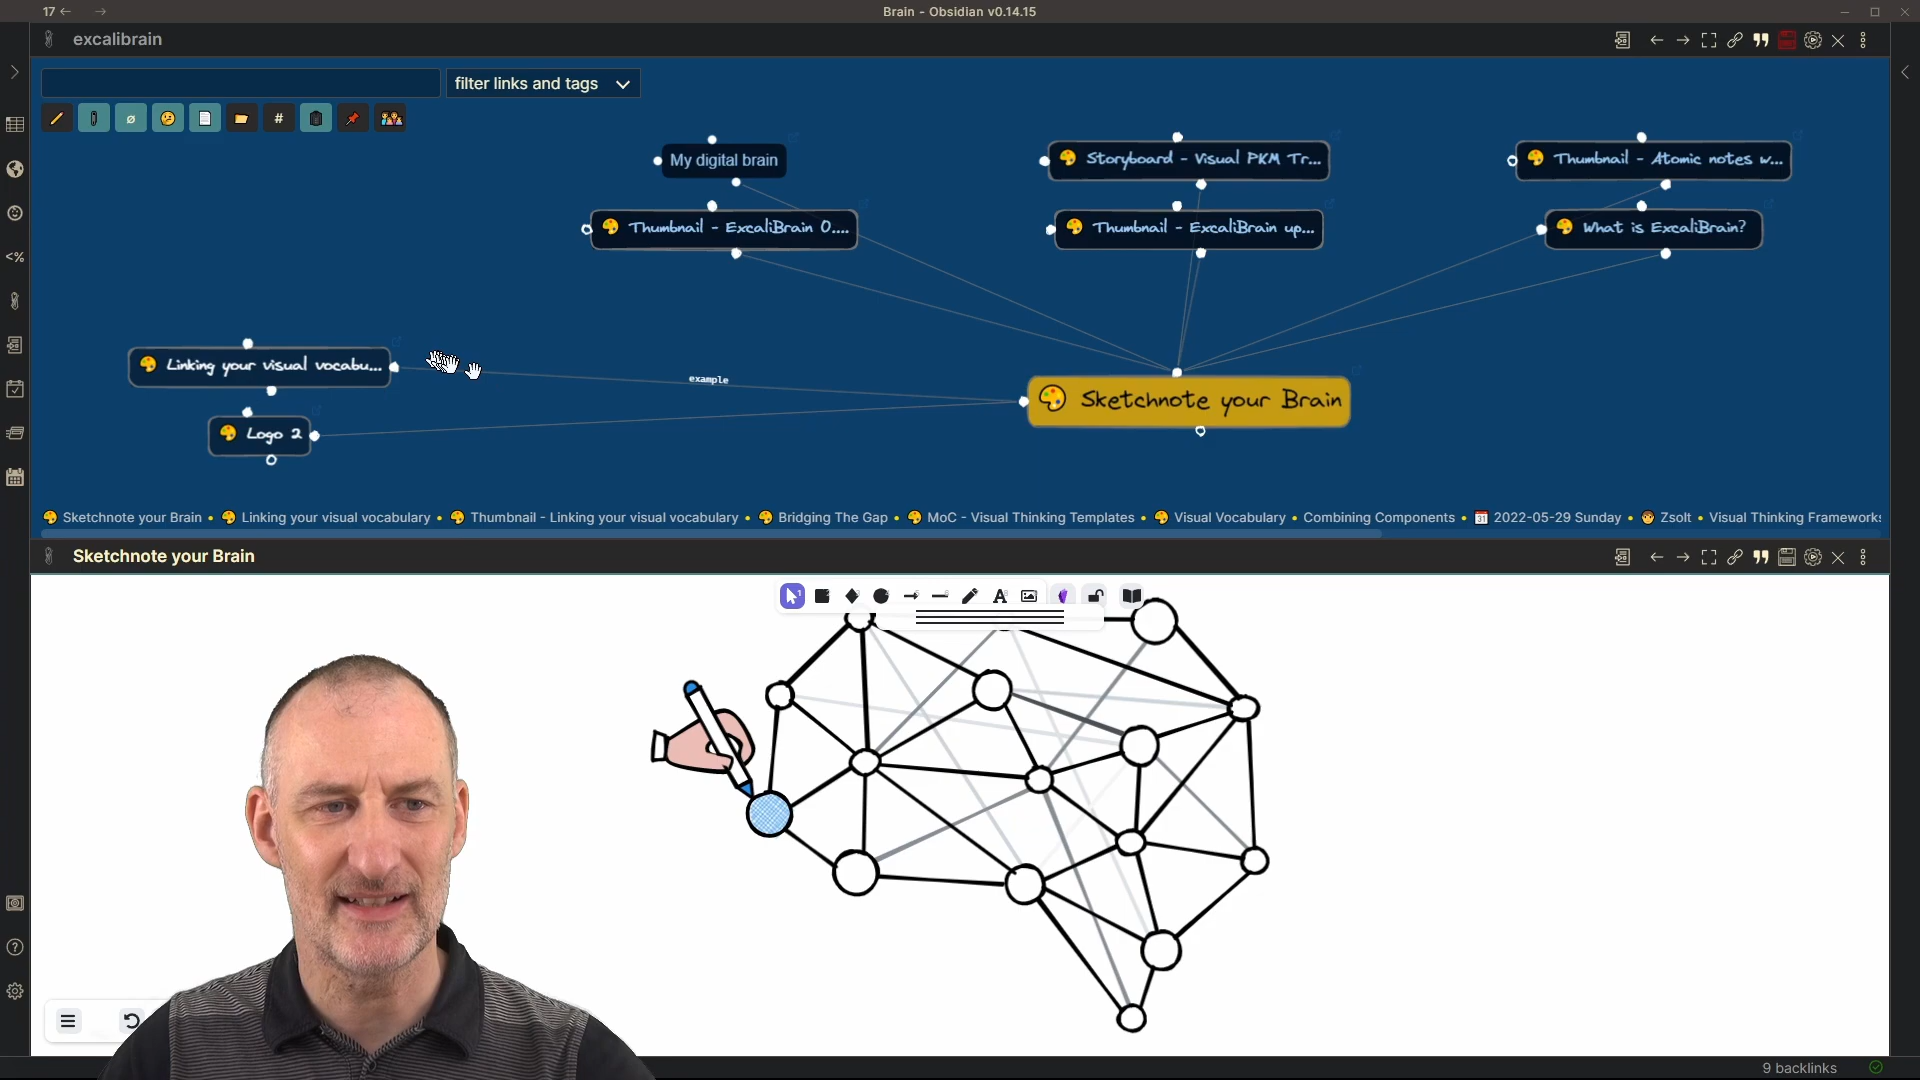 17
Brain - Obsidian v0.14.15
excalibrain
filter links and tags
ø
#
<%
My digital brain
Storyboard - Visual PKM Tr...
Thumbnail - Atomic notes w...
Thumbnail - ExcaliBrain 0....
Thumbnail - ExcaliBrain up...
What is ExcaliBrain?
Linking your visual vocabu...
example
Sketchnote your Brain
Logo 2
Sketchnote your Brain • Linking your visual vocabulary • Thumbnail - Linking your visual vocabulary • Bridging The Gap • MoC - Visual Thinking Templates • Visual Vocabulary • Combining Components • 2022-05-29 Sunday • Zsolt • Visual Thinking Frameworks
Sketchnote your Brain
A
9 backlinks